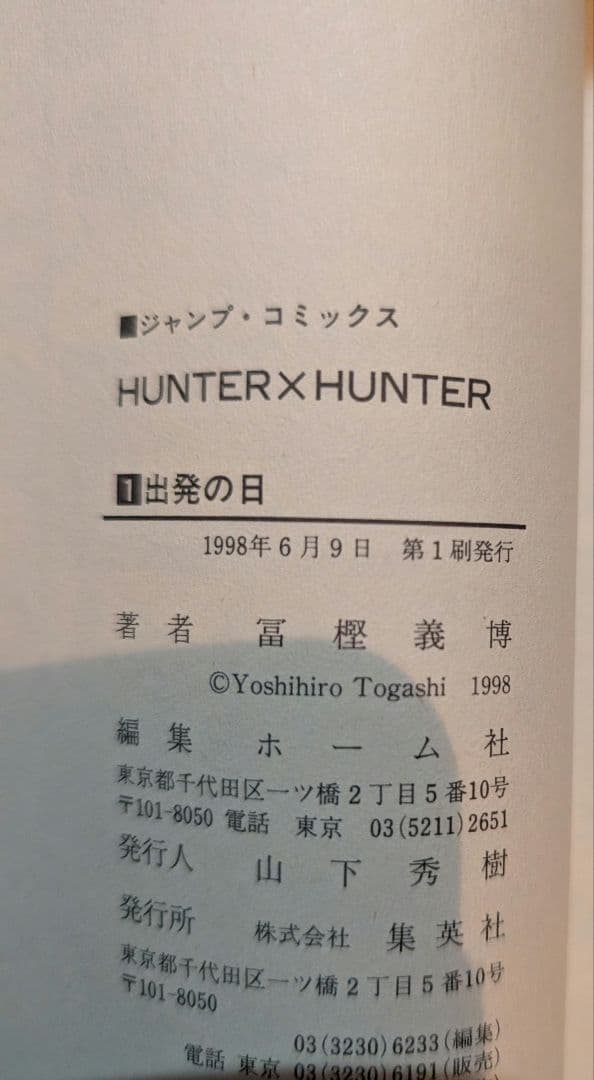 ■ジャンプ・コミックス
HUNTER×HUNTER
1出発の日
1998年6月9日 第1刷発行
著者 冨樫義博
©Yoshihiro Togashi 1998
編集 ホーム社
東京都千代田区一ツ橋2丁目5番10号
〒101-8050 電話 東京 03(5211)2651
発行人 山下秀樹
発行所 株式会社 集英社
東京都千代田区一ツ橋2丁目5番10号
〒101-8050
03(3230)6233(編集)
電話 東京 03(3230)6191(販売)